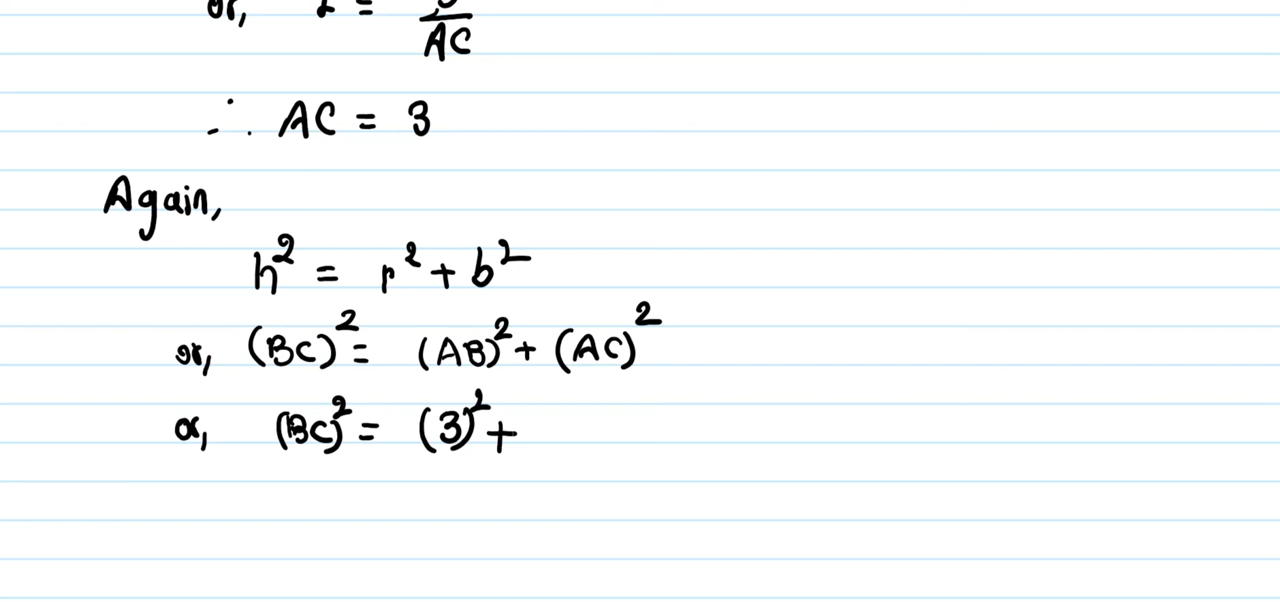 or, =
AC
∴ AC = 3
Again,
h² = p² + b²
or, (BC)² = (AB)² + (AC)²
or, (BC)² = (3)² +